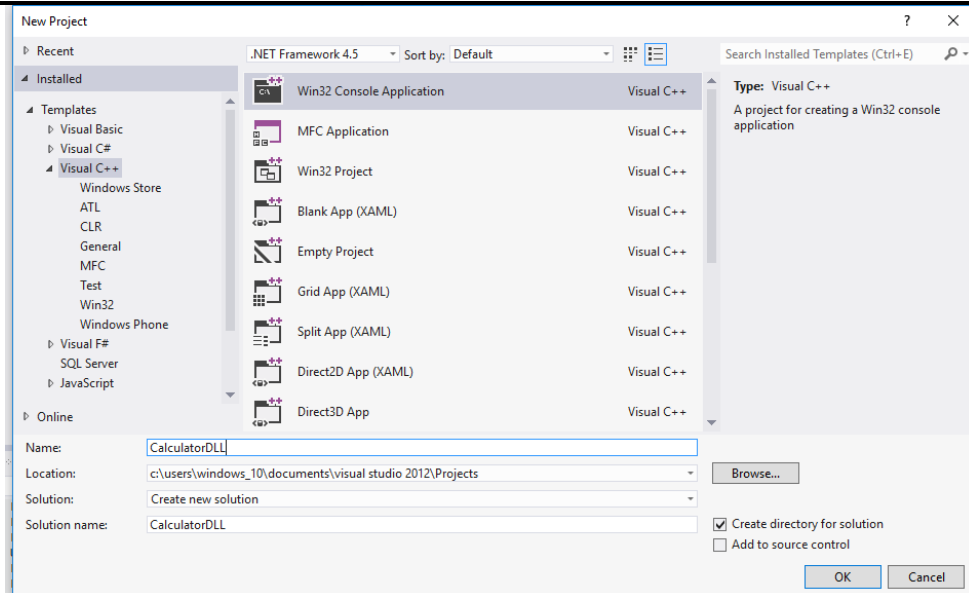 New Project
? X
Recent
.NET Framework 4.5 Sort by: Default
Search Installed Templates (Ctrl+E)
Installed
Templates
Visual Basic
Visual C#
Visual C++
Windows Store
ATL
CLR
General
MFC
Test
Win32
Windows Phone
Visual F#
SQL Server
JavaScript
Online
Win32 Console Application Visual C++
MFC Application Visual C++
Win32 Project Visual C++
Blank App (XAML) Visual C++
Empty Project Visual C++
Grid App (XAML) Visual C++
Split App (XAML) Visual C++
Direct2D App (XAML) Visual C++
Direct3D App Visual C++
Type: Visual C++
A project for creating a Win32 console
application
Name: CalculatorDLL
Location: c:\users\windows_10\documents\visual studio 2012\Projects
Browse...
Solution: Create new solution
Solution name: CalculatorDLL
Create directory for solution
Add to source control
OK Cancel